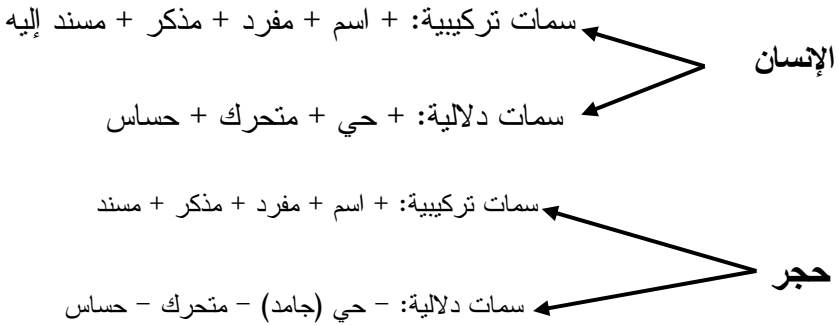 سمات تركيبية: + اسم + مفرد + مذكر + مسند إليه
الإنسان
سمات دلالية: + حي + متحرك + حساس
سمات تركيبية: + اسم + مفرد + مذكر + مسند
حجر
سمات دلالية: - حي (جامد) - متحرك - حساس